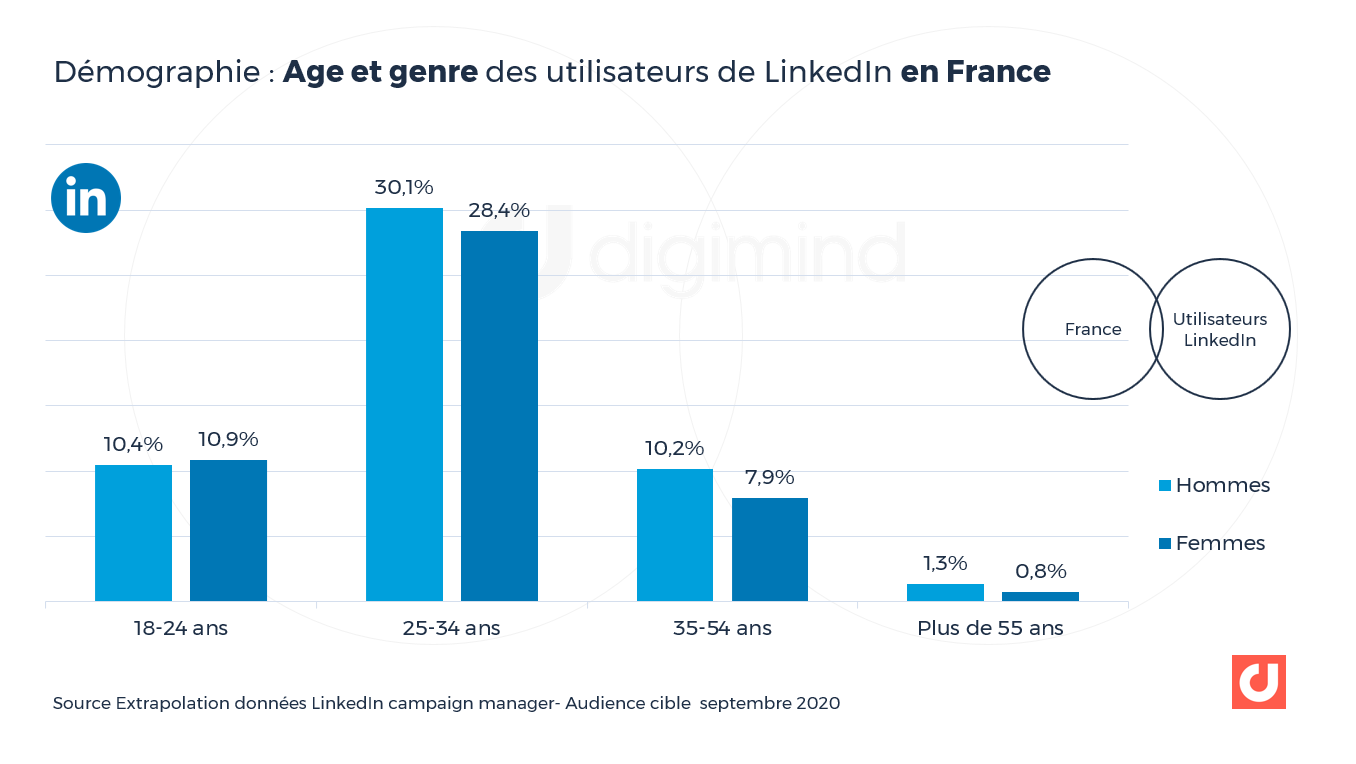 Démographie : Age et genre des utilisateurs de LinkedIn en France
in
30,1%
28,4%
digimind
10,4%
10,9%
10,2%
7,9%
1,3%
0,8%
France
Utilisateurs
LinkedIn
Hommes
Femmes
18-24 ans
25-34 ans
35-54 ans
Plus de 55 ans
Source Extrapolation données LinkedIn campaign manager- Audience cible septembre 2020